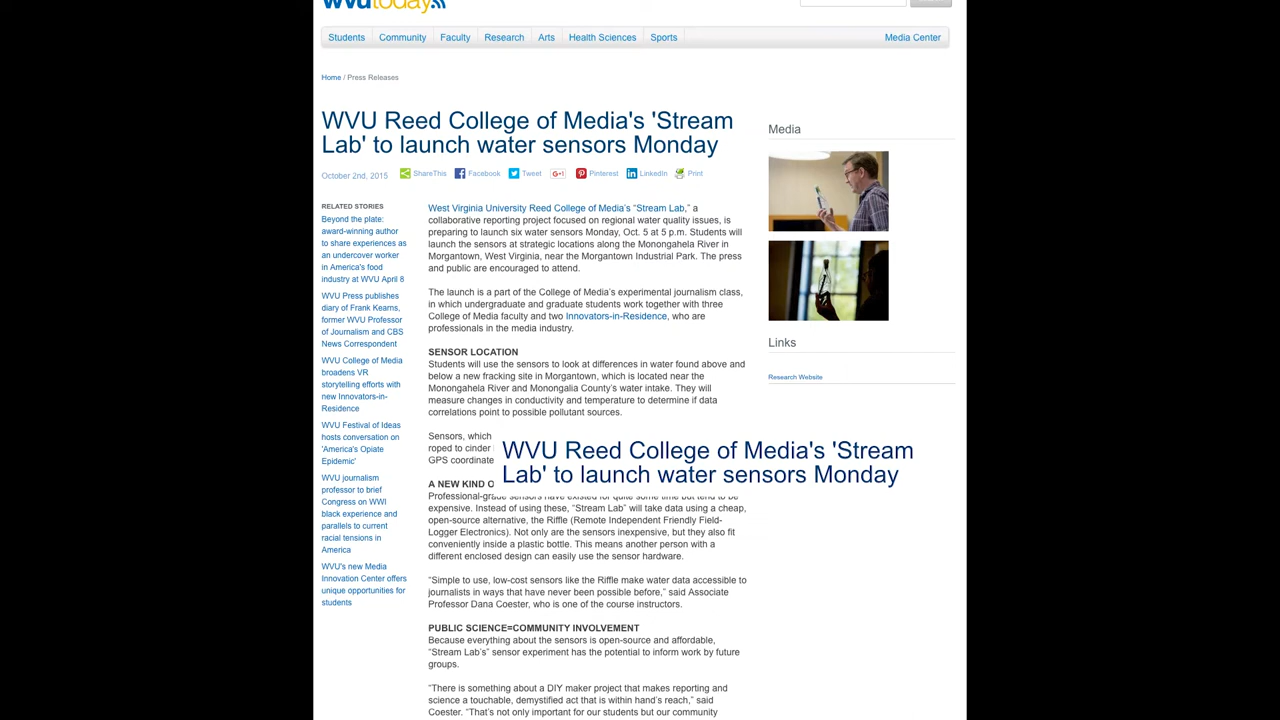 wvutoday
Students Community Faculty Research Arts Health Sciences Sports Media Center
Home / Press Releases
WVU Reed College of Media's 'Stream
Lab' to launch water sensors Monday
October 2nd, 2015 ShareThis Facebook Tweet G+1 Pinterest LinkedIn Print
RELATED STORIES
Beyond the plate:
award-winning author
to share experiences as
an undercover worker
in America's food
industry at WVU April 8
WVU Press publishes
diary of Frank Kearns,
former WVU Professor
of Journalism and CBS
News Correspondent
WVU College of Media
broadens VR
storytelling efforts with
new Innovators-in-
Residence
WVU Festival of Ideas
hosts conversation on
'America's Opiate
Epidemic'
WVU journalism
professor to brief
Congress on WWI
black experience and
parallels to current
racial tensions in
America
WVU's new Media
Innovation Center offers
unique opportunities for
students
West Virginia University Reed College of Media's “Stream Lab,” a
collaborative reporting project focused on regional water quality issues, is
preparing to launch six water sensors Monday, Oct. 5 at 5 p.m. Students will
launch the sensors at strategic locations along the Monongahela River in
Morgantown, West Virginia, near the Morgantown Industrial Park. The press
and public are encouraged to attend.
The launch is a part of the College of Media's experimental journalism class,
in which undergraduate and graduate students work together with three
College of Media faculty and two Innovators-in-Residence, who are
professionals in the media industry.
SENSOR LOCATION
Students will use the sensors to look at differences in water found above and
below a new fracking site in Morgantown, which is located near the
Monongahela River and Monongalia County's water intake. They will
measure changes in conductivity and temperature to determine if data
correlations point to possible pollutant sources.
Sensors, which
roped to cinder
GPS coordinate
WVU Reed College of Media's 'Stream
Lab' to launch water sensors Monday
A NEW KIND O
Professional-grade sensors have existed for quite some time but tend to be
expensive. Instead of using these, “Stream Lab” will take data using a cheap,
open-source alternative, the Riffle (Remote Independent Friendly Field-
Logger Electronics). Not only are the sensors inexpensive, but they also fit
conveniently inside a plastic bottle. This means another person with a
different enclosed design can easily use the sensor hardware.
“Simple to use, low-cost sensors like the Riffle make water data accessible to
journalists in ways that have never been possible before,” said Associate
Professor Dana Coester, who is one of the course instructors.
PUBLIC SCIENCE=COMMUNITY INVOLVEMENT
Because everything about the sensors is open-source and affordable,
“Stream Lab's” sensor experiment has the potential to inform work by future
groups.
“There is something about a DIY maker project that makes reporting and
science a touchable, demystified act that is within hand's reach,” said
Coester. “That's not only important for our students but our community
Media
Links
Research Website